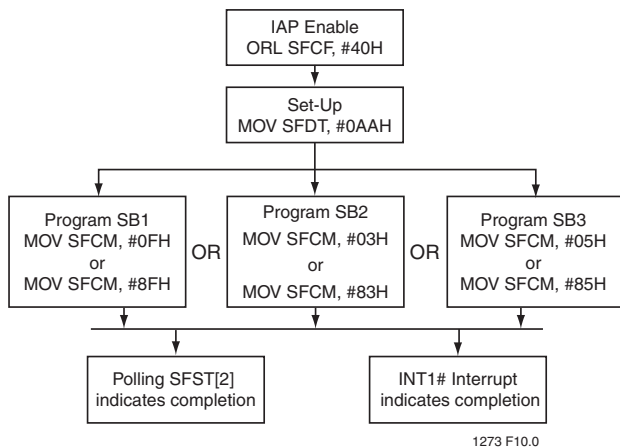 IAP Enable
ORL SFCF, #40H
Set-Up
MOV SFDT, #0AAH
Program SB1
MOV SFCM, #0FH
or
MOV SFCM, #8FH
OR
Program SB2
MOV SFCM, #03H
or
MOV SFCM, #83H
OR
Program SB3
MOV SFCM, #05H
or
MOV SFCM, #85H
Polling SFST[2]
indicates completion
INT1# Interrupt
indicates completion
1273 F10.0